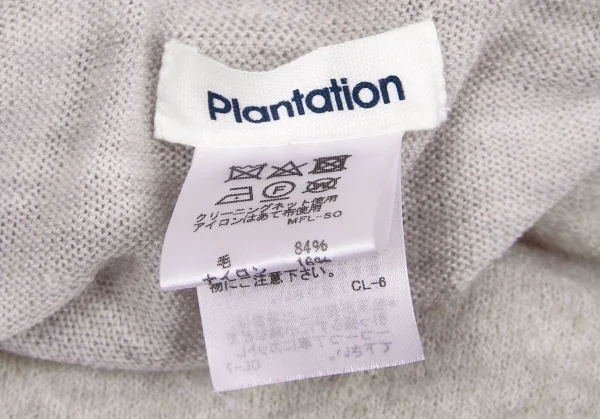 Plantation
クリーニングネット使用
アイロンはあて布使用
MFL-SO
毛 84%
ナイロン 16%
物にご注意下さい。
CL-6